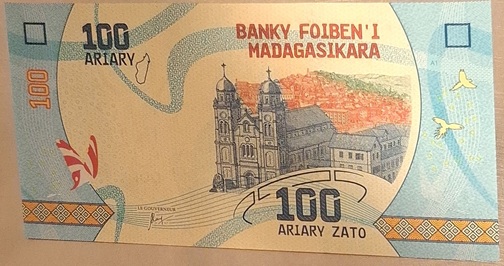 100
ARIARY
BANKY FOIBEN'I
MADAGASIKARA
100
LE GOUVERNEUR
100
ARIARY ZATO